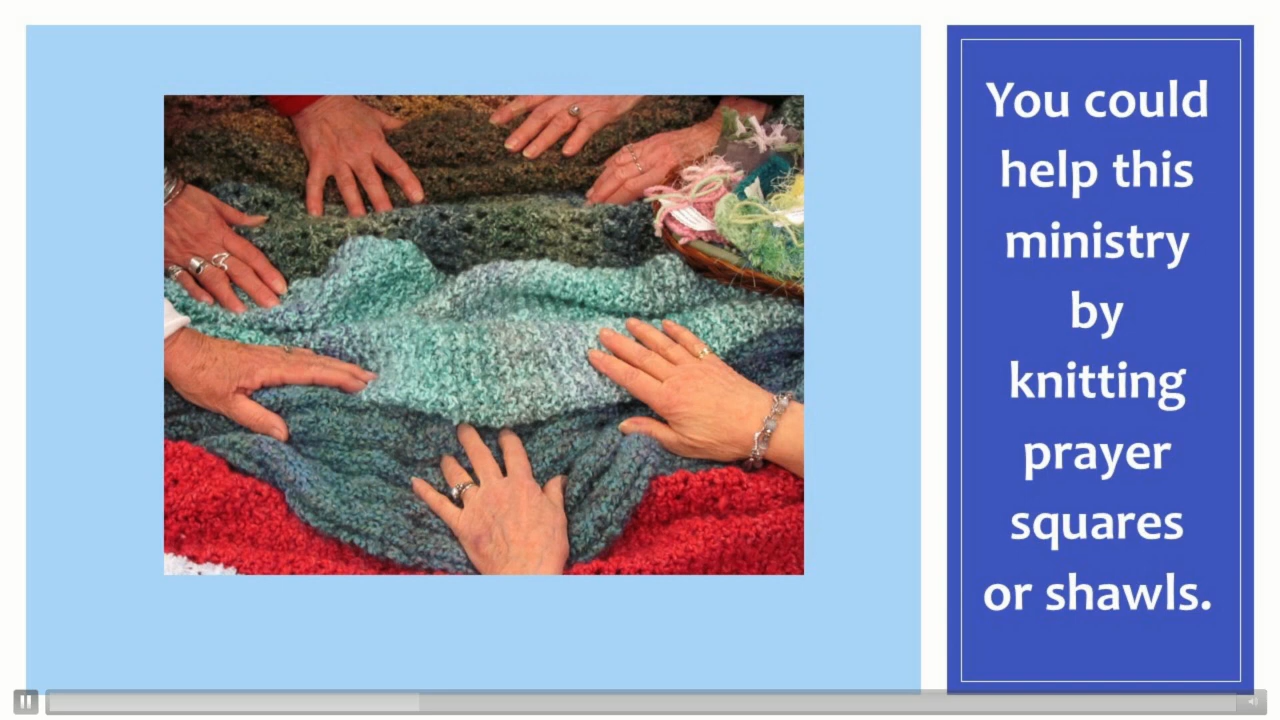 You could
help this
ministry
by
knitting
prayer
squares
or shawls.